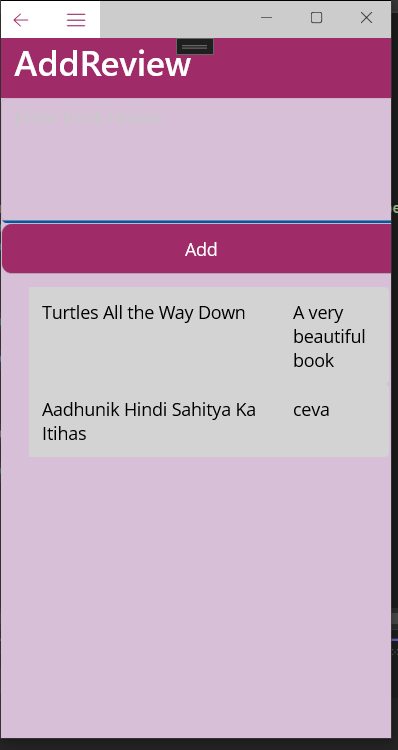 AddReview
Add
Turtles All the Way Down
A very
beautiful
book
Aadhunik Hindi Sahitya Ka
Itihas
ceva